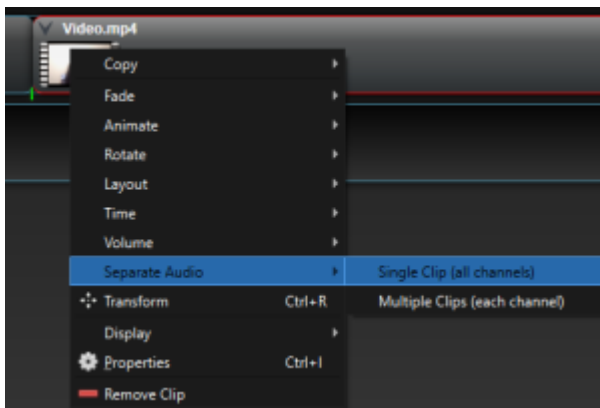 Video.mp4
Copy
Fade
Animate
Rotate
Layout
Time
Volume
Separate Audio
Single Clip (all channels)
Transform Ctrl+R
Multiple Clips (each channel)
Display
Properties Ctrl+I
Remove Clip